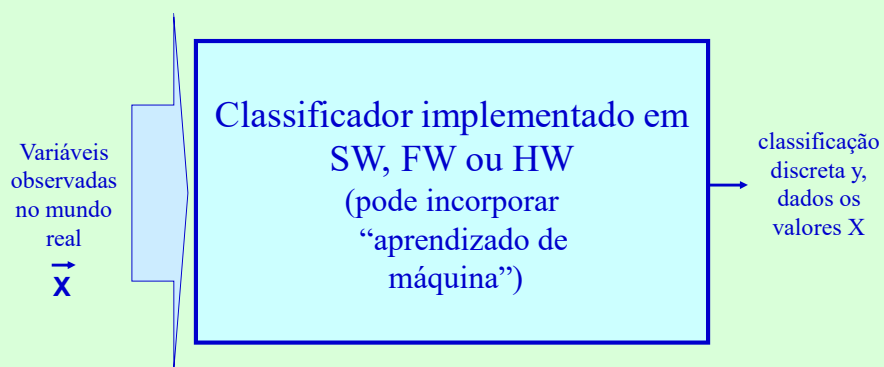 Variáveis
observadas
no mundo
real
X
Classificador implementado em
SW, FW ou HW
(pode incorporar
“aprendizado de
máquina”)
classificação
discreta y,
dados os
valores X